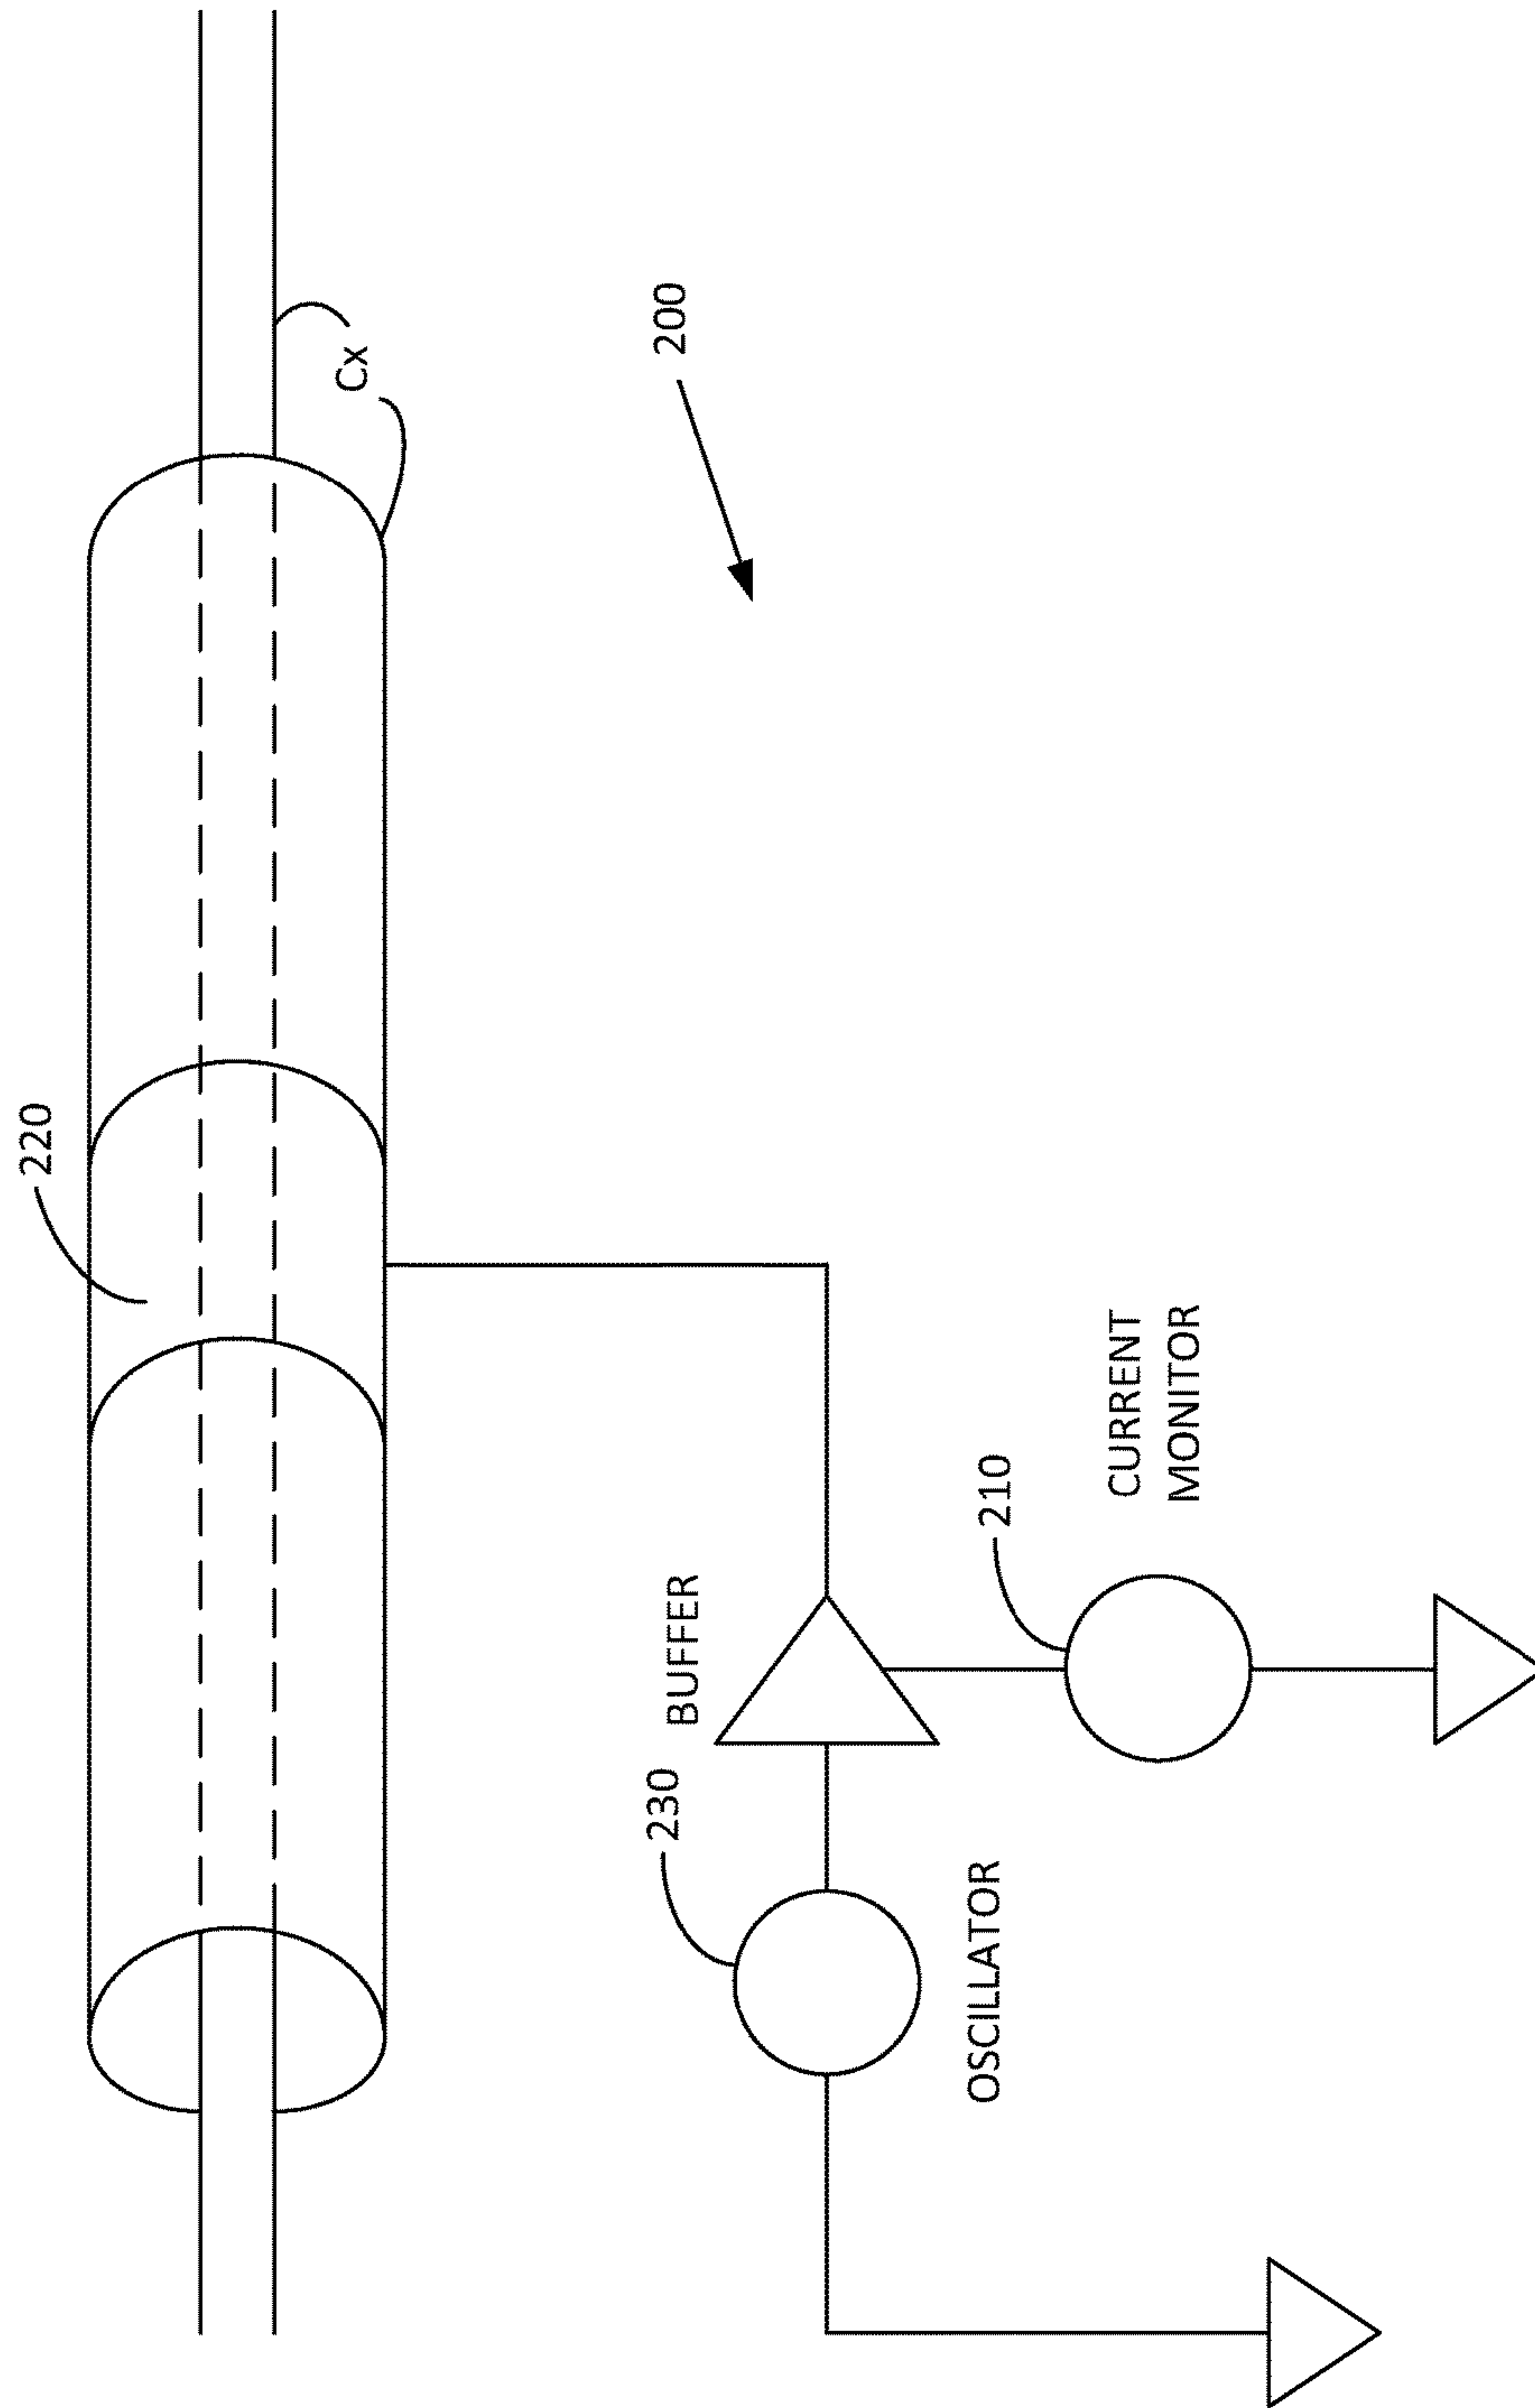 220
Cx
200
BUFFER
230
210
OSCILLATOR
CURRENT
MONITOR